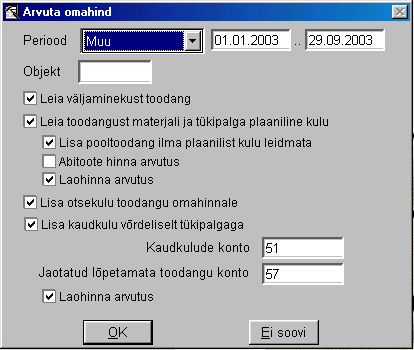 Arvuta omahind
Periood Muu 01.01.2003 .. 29.09.2003
Objekt
Leia väljaminekust toodang
Leia toodangust materjali ja tükipalga plaaniline kulu
Lisa pooltoodang ilma plaanilist kulu leidmata
Abitoote hinna arvutus
Laohinna arvutus
Lisa otsekulu toodangu omahinnale
Lisa kaudkulu võrdeliselt tükipalgaga
Kaudkulude konto 51
Jaotatud lõpetamata toodangu konto 57
Laohinna arvutus
OK Ei soovi